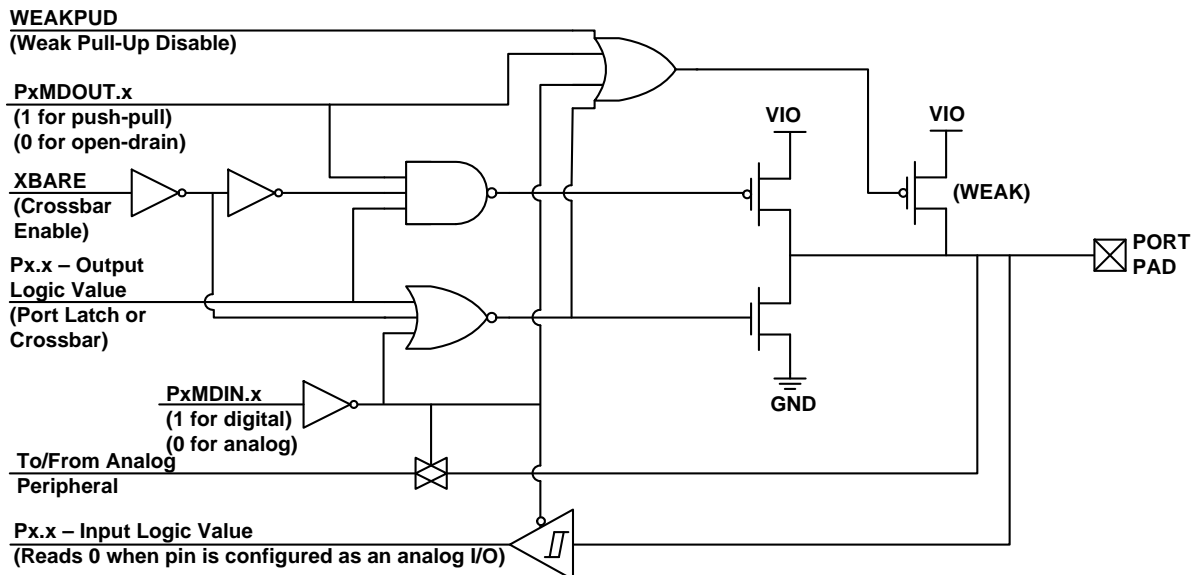 WEAKPUD
(Weak Pull-Up Disable)
PxMDOUT.x
(1 for push-pull)
(0 for open-drain)
XBARE
(Crossbar
Enable)
Px.x – Output
Logic Value
(Port Latch or
Crossbar)
PxMDIN.x
(1 for digital)
(0 for analog)
To/From Analog
Peripheral
Px.x – Input Logic Value
(Reads 0 when pin is configured as an analog I/O)
VIO
VIO
(WEAK)
PORT
PAD
GND